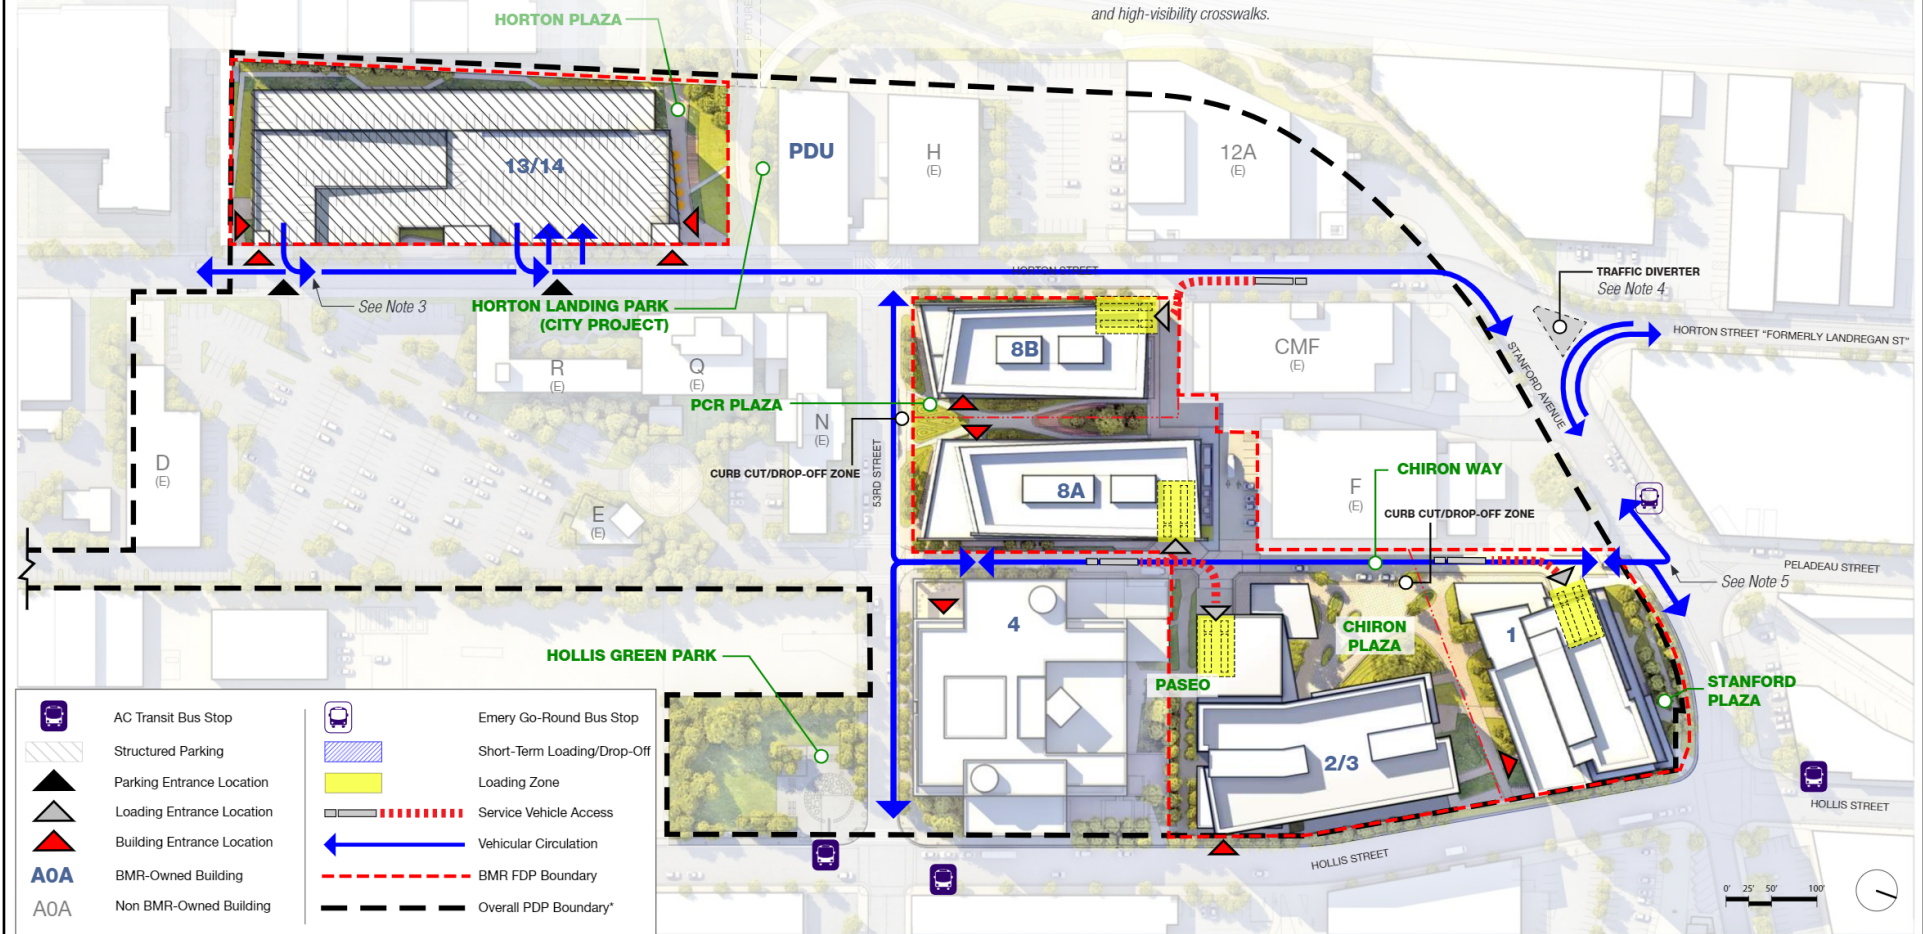 and high-visibility crosswalks.
HORTON PLAZA
13/14
PDU
H
(E)
12A
(E)
HORTON STREET
See Note 3
HORTON LANDING PARK
(CITY PROJECT)
TRAFFIC DIVERTER
See Note 4
HORTON STREET "FORMERLY LANDREGAN ST"
STANFORD AVENUE
8B
CMF
(E)
R
(E)
Q
(E)
PCR PLAZA
N
(E)
CURB CUT/DROP-OFF ZONE
53RD STREET
D
(E)
E
(E)
8A
CHIRON WAY
F
(E)
CURB CUT/DROP-OFF ZONE
PELADEAU STREET
See Note 5
4
CHIRON
PLAZA
1
HOLLIS GREEN PARK
PASEO
STANFORD
PLAZA
2/3
HOLLIS STREET
HOLLIS STREET
AC Transit Bus Stop
Structured Parking
Parking Entrance Location
Loading Entrance Location
Building Entrance Location
A0A
BMR-Owned Building
A0A
Non BMR-Owned Building
Emery Go-Round Bus Stop
Short-Term Loading/Drop-Off
Loading Zone
Service Vehicle Access
Vehicular Circulation
BMR FDP Boundary
Overall PDP Boundary*
0' 25' 50' 100'